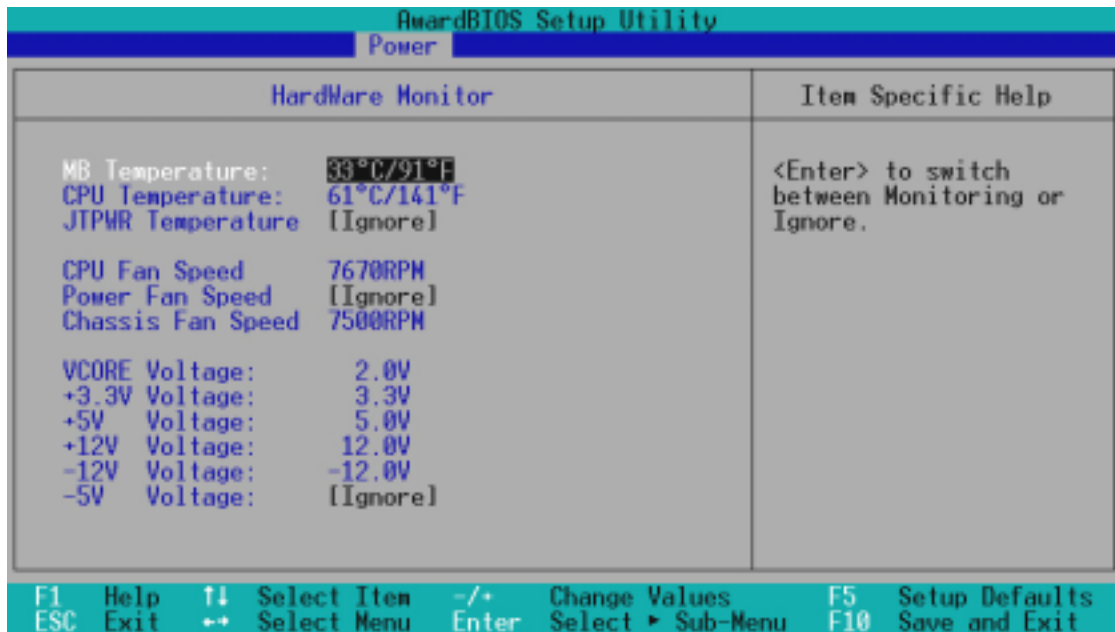 AwardBIOS Setup Utility
Power
HardWare Monitor
Item Specific Help
MB Temperature: 33°C/91°F
CPU Temperature: 61°C/141°F
JTPWR Temperature [Ignore]
CPU Fan Speed 7670RPM
Power Fan Speed [Ignore]
Chassis Fan Speed 7500RPM
VCORE Voltage: 2.0V
+3.3V Voltage: 3.3V
+5V Voltage: 5.0V
+12V Voltage: 12.0V
-12V Voltage: -12.0V
-5V Voltage: [Ignore]
<Enter> to switch
between Monitoring or
Ignore.
F1 Help ↑↓ Select Item -/+ Change Values F5 Setup Defaults
ESC Exit ←→ Select Menu Enter Select ► Sub-Menu F10 Save and Exit